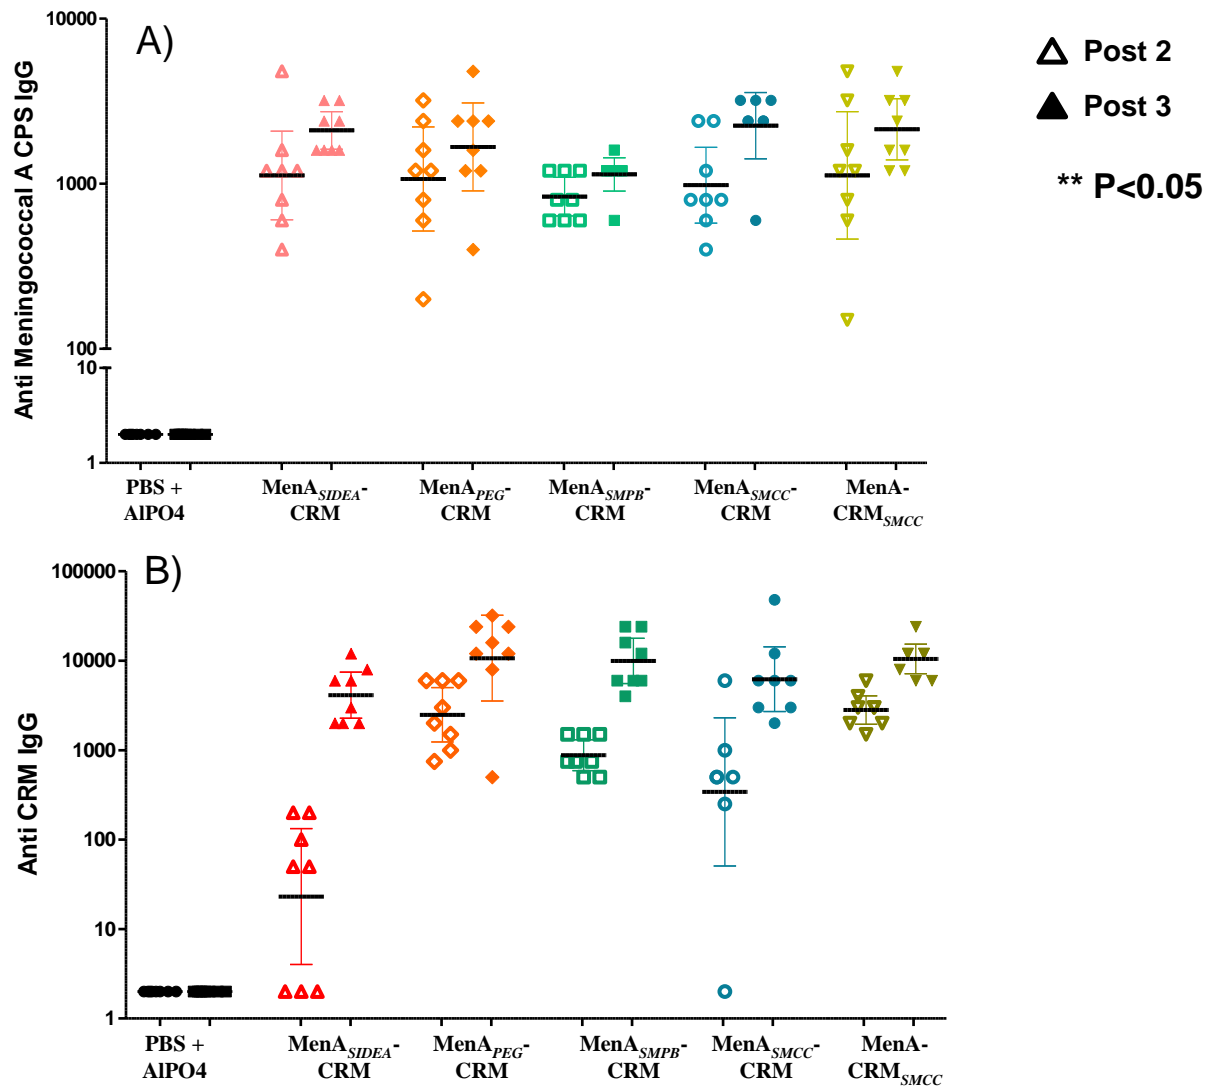 A)
Anti Meningococcal A CPS IgG
10000
1000
100
10
1
PBS +
AlPO4
MenASIDEA-
CRM
MenAPEG-
CRM
MenASMPB-
CRM
MenASMCC-
CRM
MenA-
CRMSMCC
Post 2
Post 3
** P<0.05
B)
Anti CRM IgG
100000
10000
1000
100
10
1
PBS +
AlPO4
MenASIDEA-
CRM
MenAPEG-
CRM
MenASMPB-
CRM
MenASMCC-
CRM
MenA-
CRMSMCC